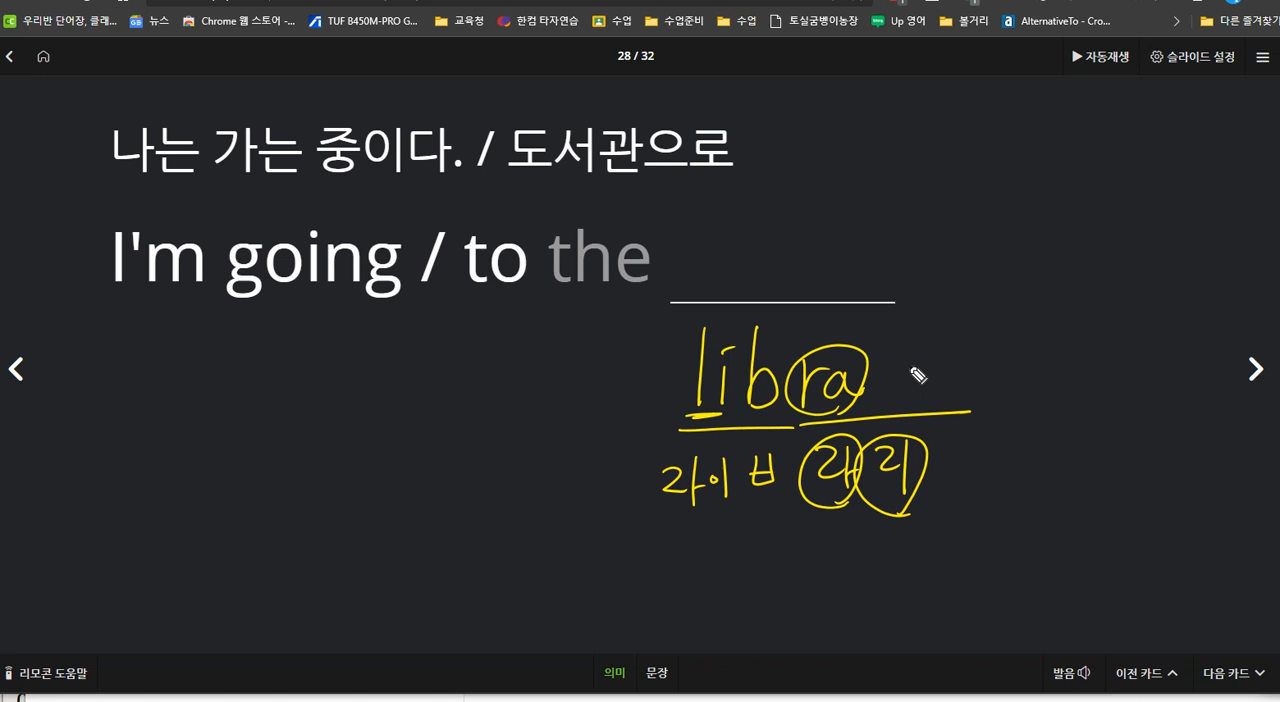 우리반 단어장, 클래... 뉴스 Chrome 웹 스토어 -... TUF B450M-PRO G... 교육청 한컴 타자연습 수업 수업준비 수업 토실굼벵이농장 Up 영어 볼거리 AlternativeTo - Cro... 다른 즐겨찾기
28 / 32 자동재생 슬라이드 설정
나는 가는 중이다. / 도서관으로
I'm going / to the
libra
라이ㅂ 라리
리모콘 도움말 의미 문장 발음 이전 카드 다음 카드